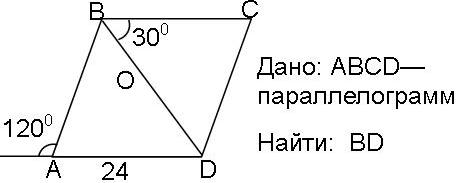 B
C
30⁰
O
120⁰
A
24
D
Дано: ABCD—
параллелограмм
Найти: BD